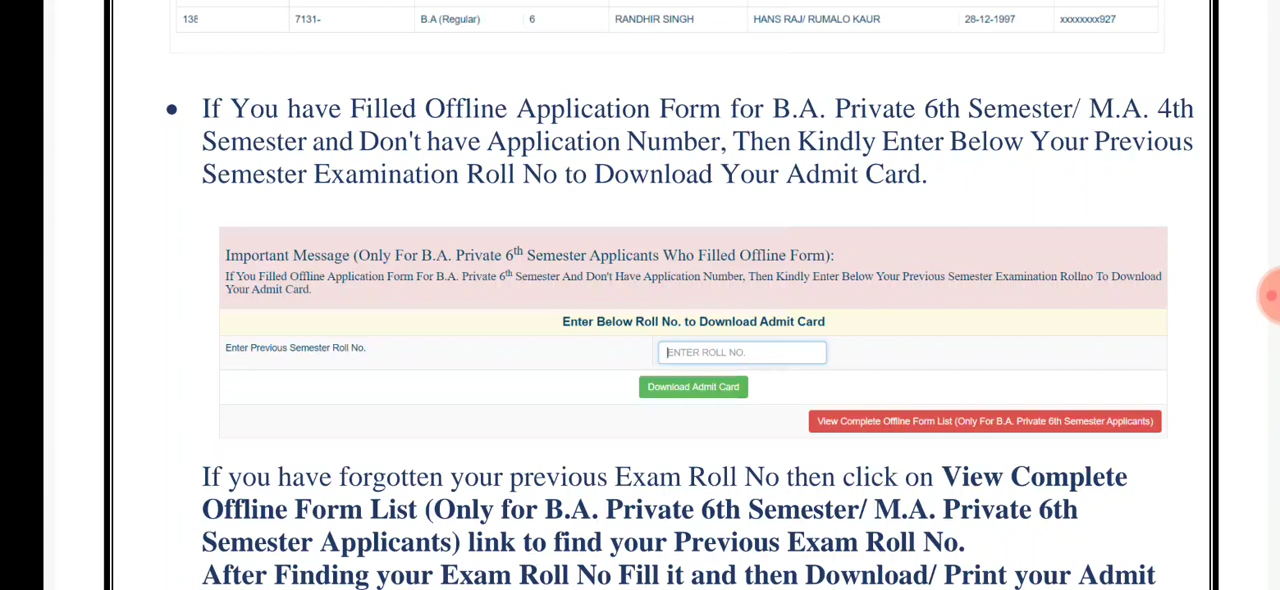 138 7131- B.A (Regular) 6 RANDHIR SINGH HANS RAJ/ RUMALO KAUR 28-12-1997 xxxxxxxx927
• If You have Filled Offline Application Form for B.A. Private 6th Semester/ M.A. 4th
Semester and Don't have Application Number, Then Kindly Enter Below Your Previous
Semester Examination Roll No to Download Your Admit Card.
Important Message (Only For B.A. Private 6th Semester Applicants Who Filled Offline Form):
If You Filled Offline Application Form For B.A. Private 6th Semester And Don't Have Application Number, Then Kindly Enter Below Your Previous Semester Examination Rollno To Download
Your Admit Card.
Enter Below Roll No. to Download Admit Card
Enter Previous Semester Roll No. ENTER ROLL NO.
Download Admit Card
View Complete Offline Form List (Only For B.A. Private 6th Semester Applicants)
If you have forgotten your previous Exam Roll No then click on View Complete
Offline Form List (Only for B.A. Private 6th Semester/ M.A. Private 6th
Semester Applicants) link to find your Previous Exam Roll No.
After Finding your Exam Roll No Fill it and then Download/ Print your Admit